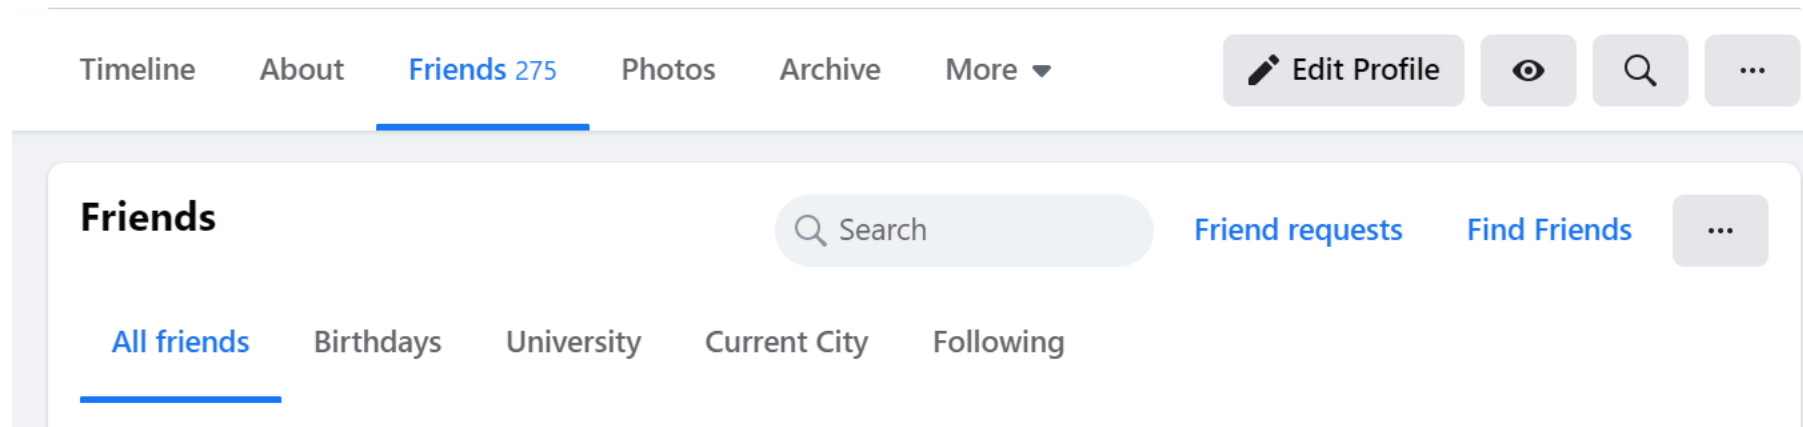 Timeline About Friends 275 Photos Archive More Edit Profile ...
Friends Search Friend requests Find Friends ...
All friends Birthdays University Current City Following